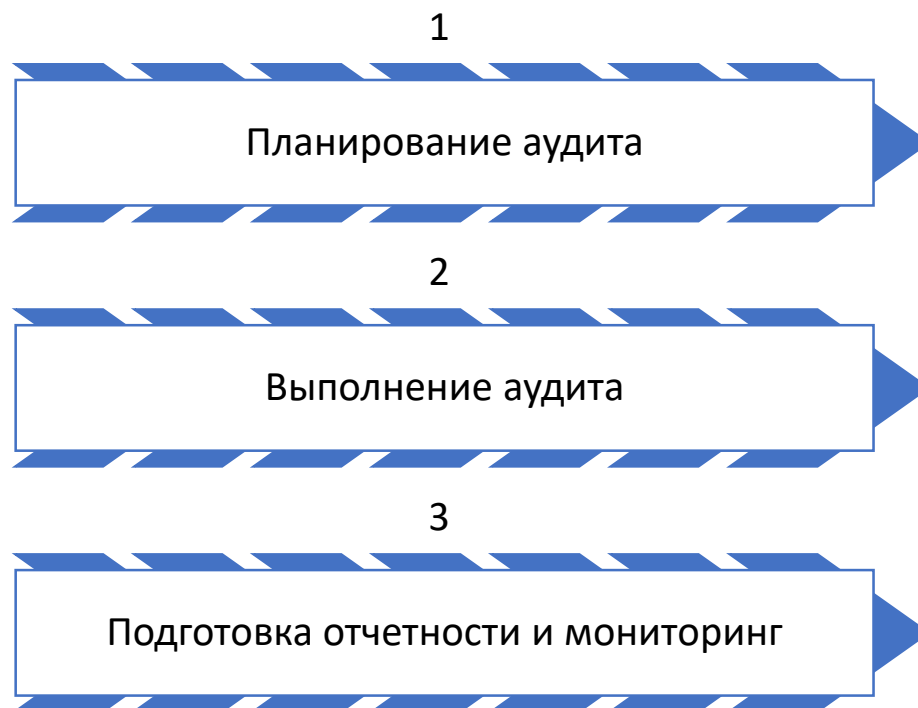 1
Планирование аудита
2
Выполнение аудита
3
Подготовка отчетности и мониторинг